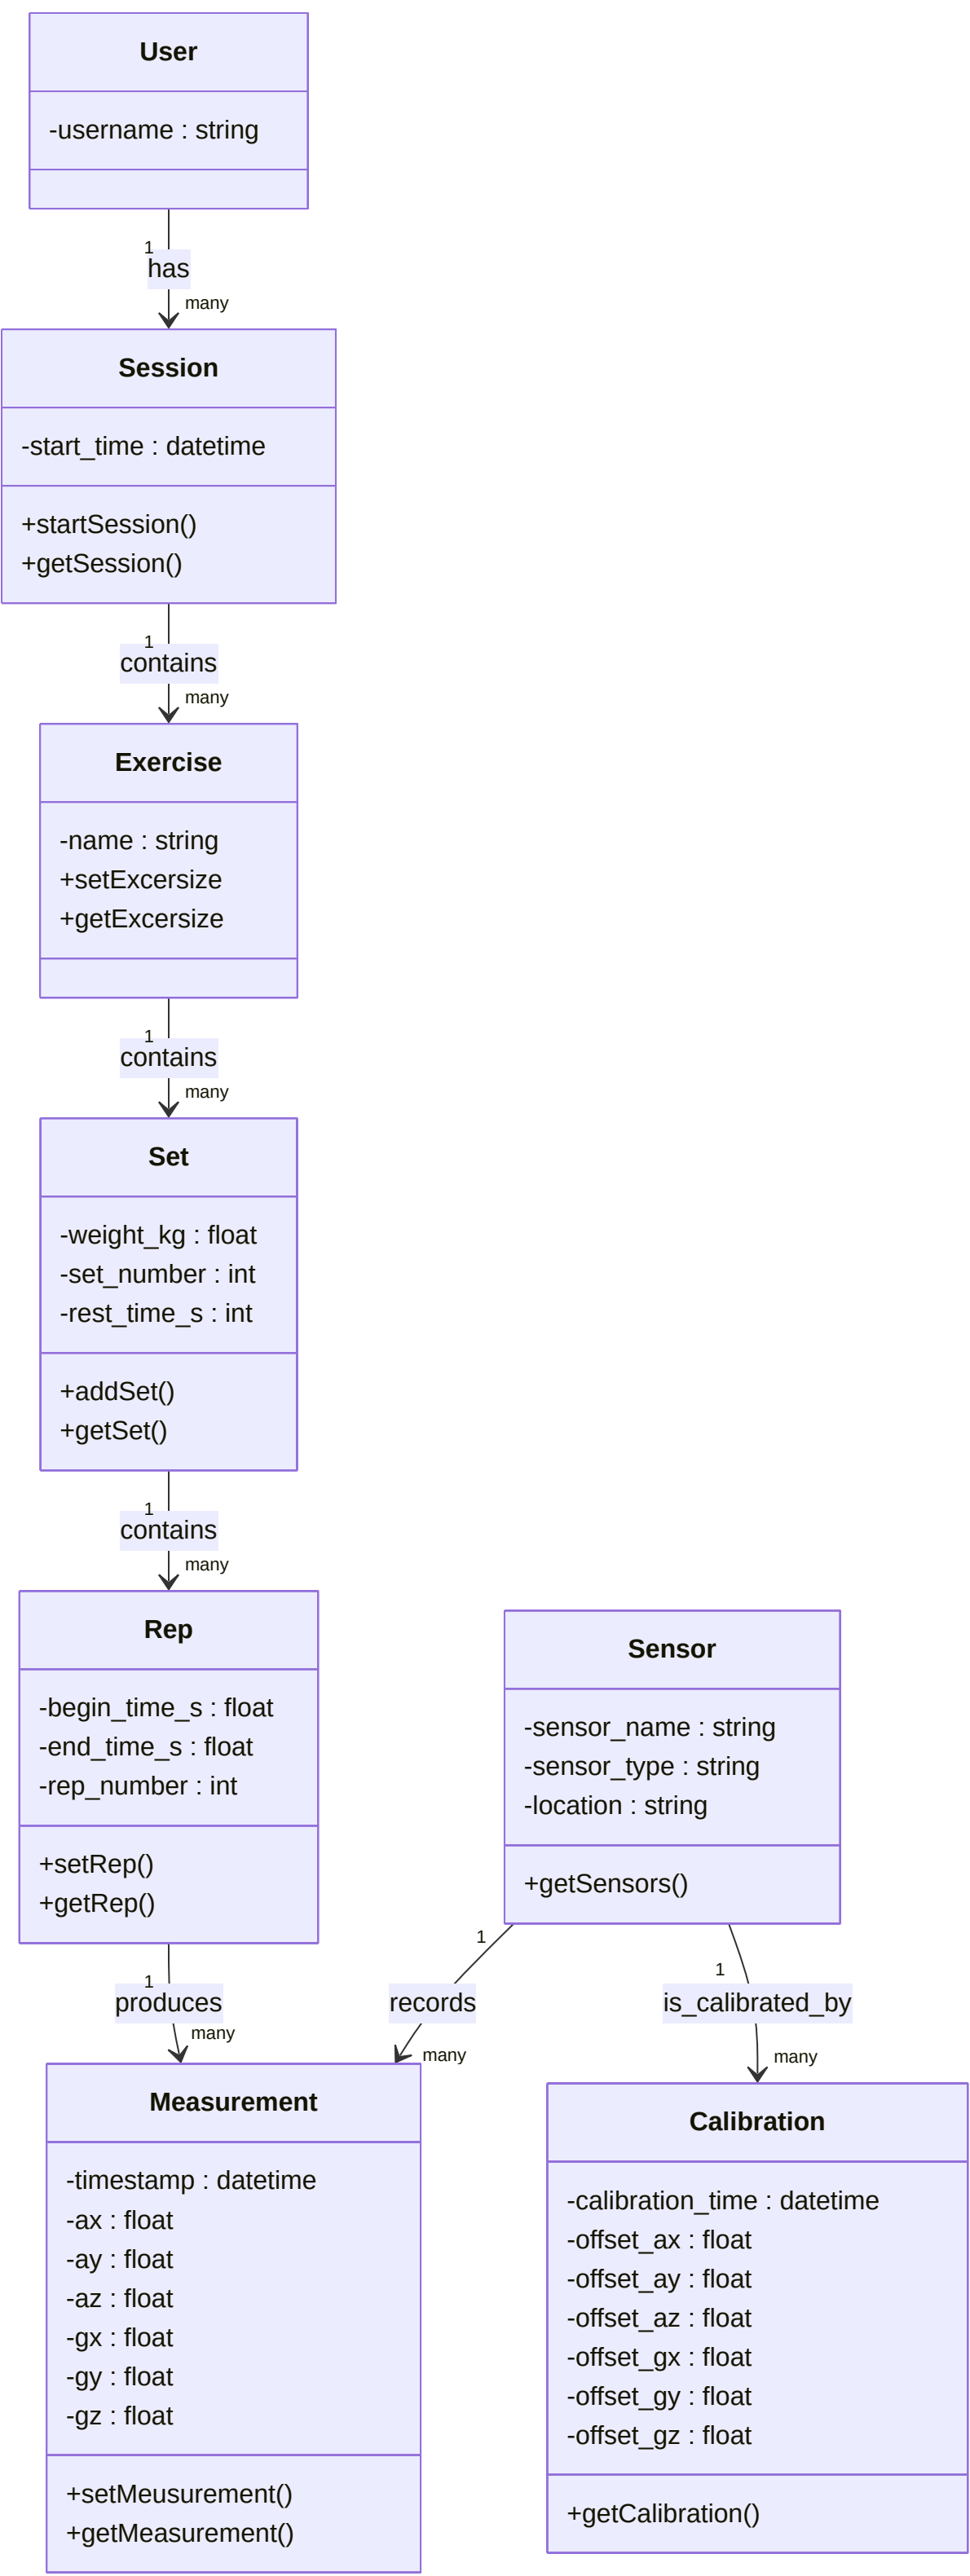 User
-username : string
1
has
many
Session
-start_time : datetime
+startSession()
+getSession()
1
contains
many
Exercise
-name : string
+setExcersize
+getExcersize
1
contains
many
Set
-weight_kg : float
-set_number : int
-rest_time_s : int
+addSet()
+getSet()
1
contains
many
Rep
-begin_time_s : float
-end_time_s : float
-rep_number : int
+setRep()
+getRep()
Sensor
-sensor_name : string
-sensor_type : string
-location : string
+getSensors()
1
produces
many
1
records
many
1
is_calibrated_by
many
Measurement
-timestamp : datetime
-ax : float
-ay : float
-az : float
-gx : float
-gy : float
-gz : float
+setMeusurement()
+getMeasurement()
Calibration
-calibration_time : datetime
-offset_ax : float
-offset_ay : float
-offset_az : float
-offset_gx : float
-offset_gy : float
-offset_gz : float
+getCalibration()